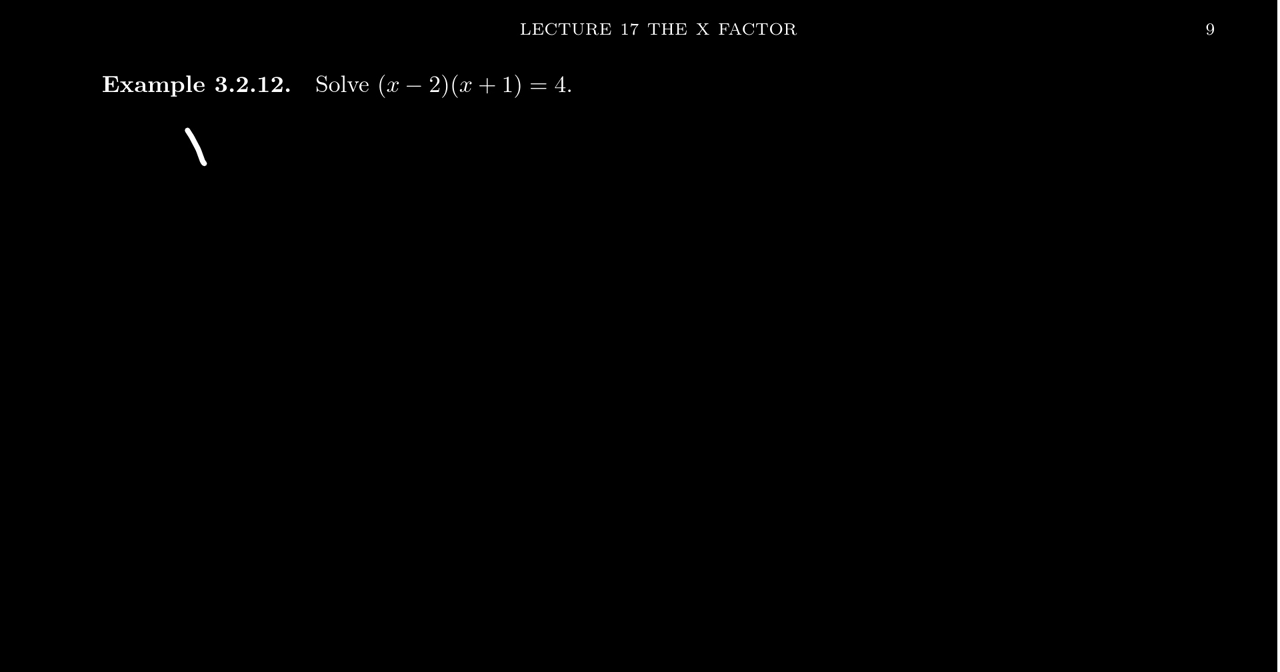 LECTURE 17 THE X FACTOR 9
Example 3.2.12. Solve (x − 2)(x + 1) = 4.